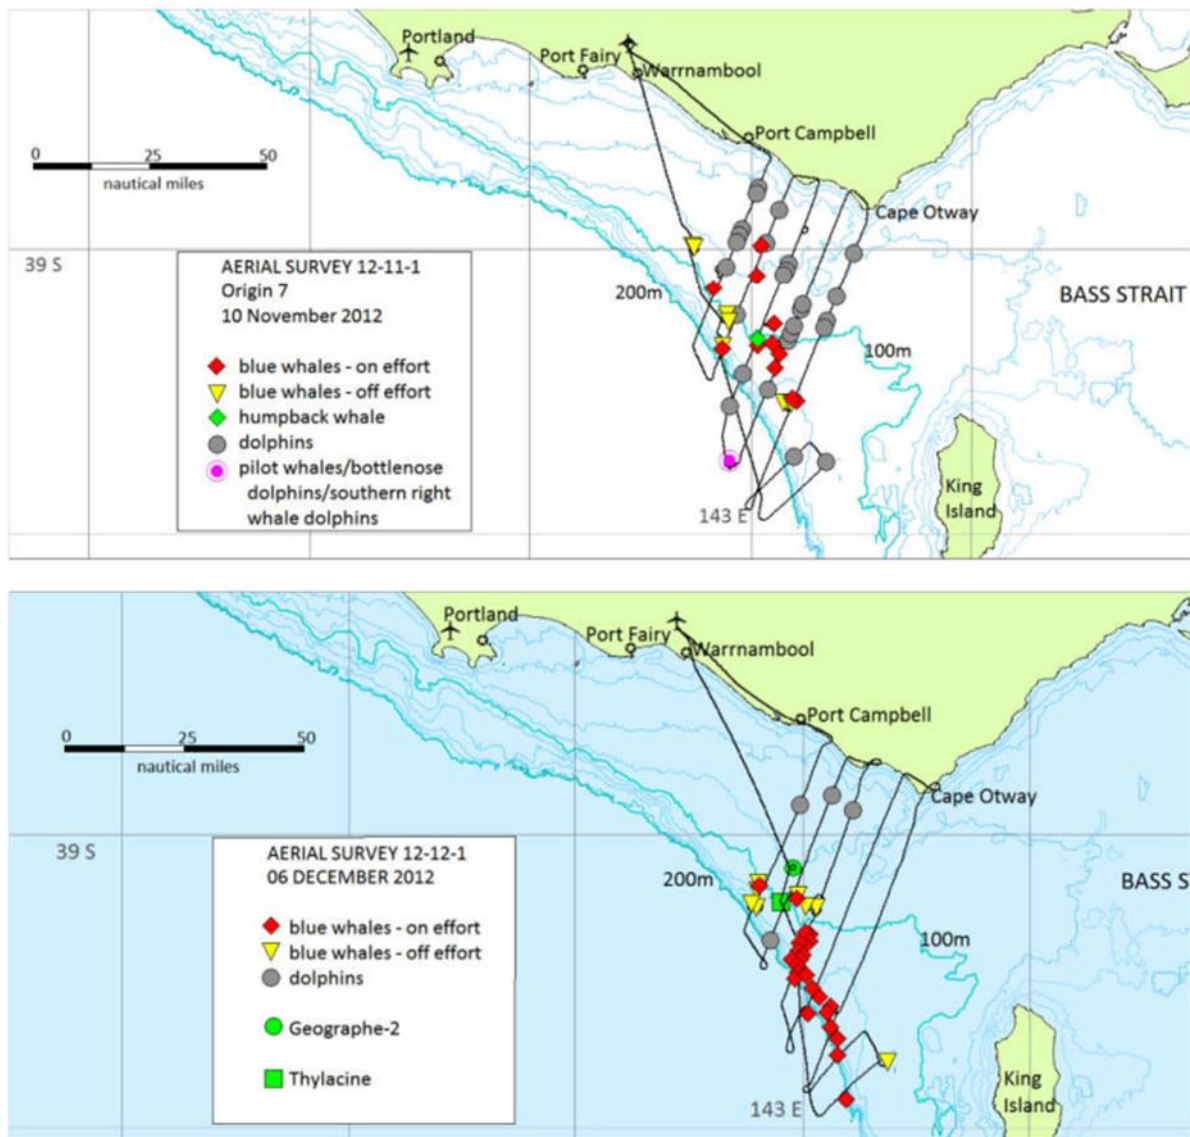 Portland
Port Fairy
Warrnambool
Port Campbell
0 25 50
nautical miles
Cape Otway
39 S
AERIAL SURVEY 12-11-1
Origin 7
10 November 2012
200m
BASS STRAIT
100m
blue whales - on effort
blue whales - off effort
humpback whale
dolphins
pilot whales/bottlenose
dolphins/southern right
whale dolphins
King
Island
143 E
Portland
Port Fairy
Warrnambool
Port Campbell
0 25 50
nautical miles
Cape Otway
39 S
AERIAL SURVEY 12-12-1
06 DECEMBER 2012
200m
BASS S
100m
blue whales - on effort
blue whales - off effort
dolphins
Geographe-2
Thylacine
King
Island
143 E